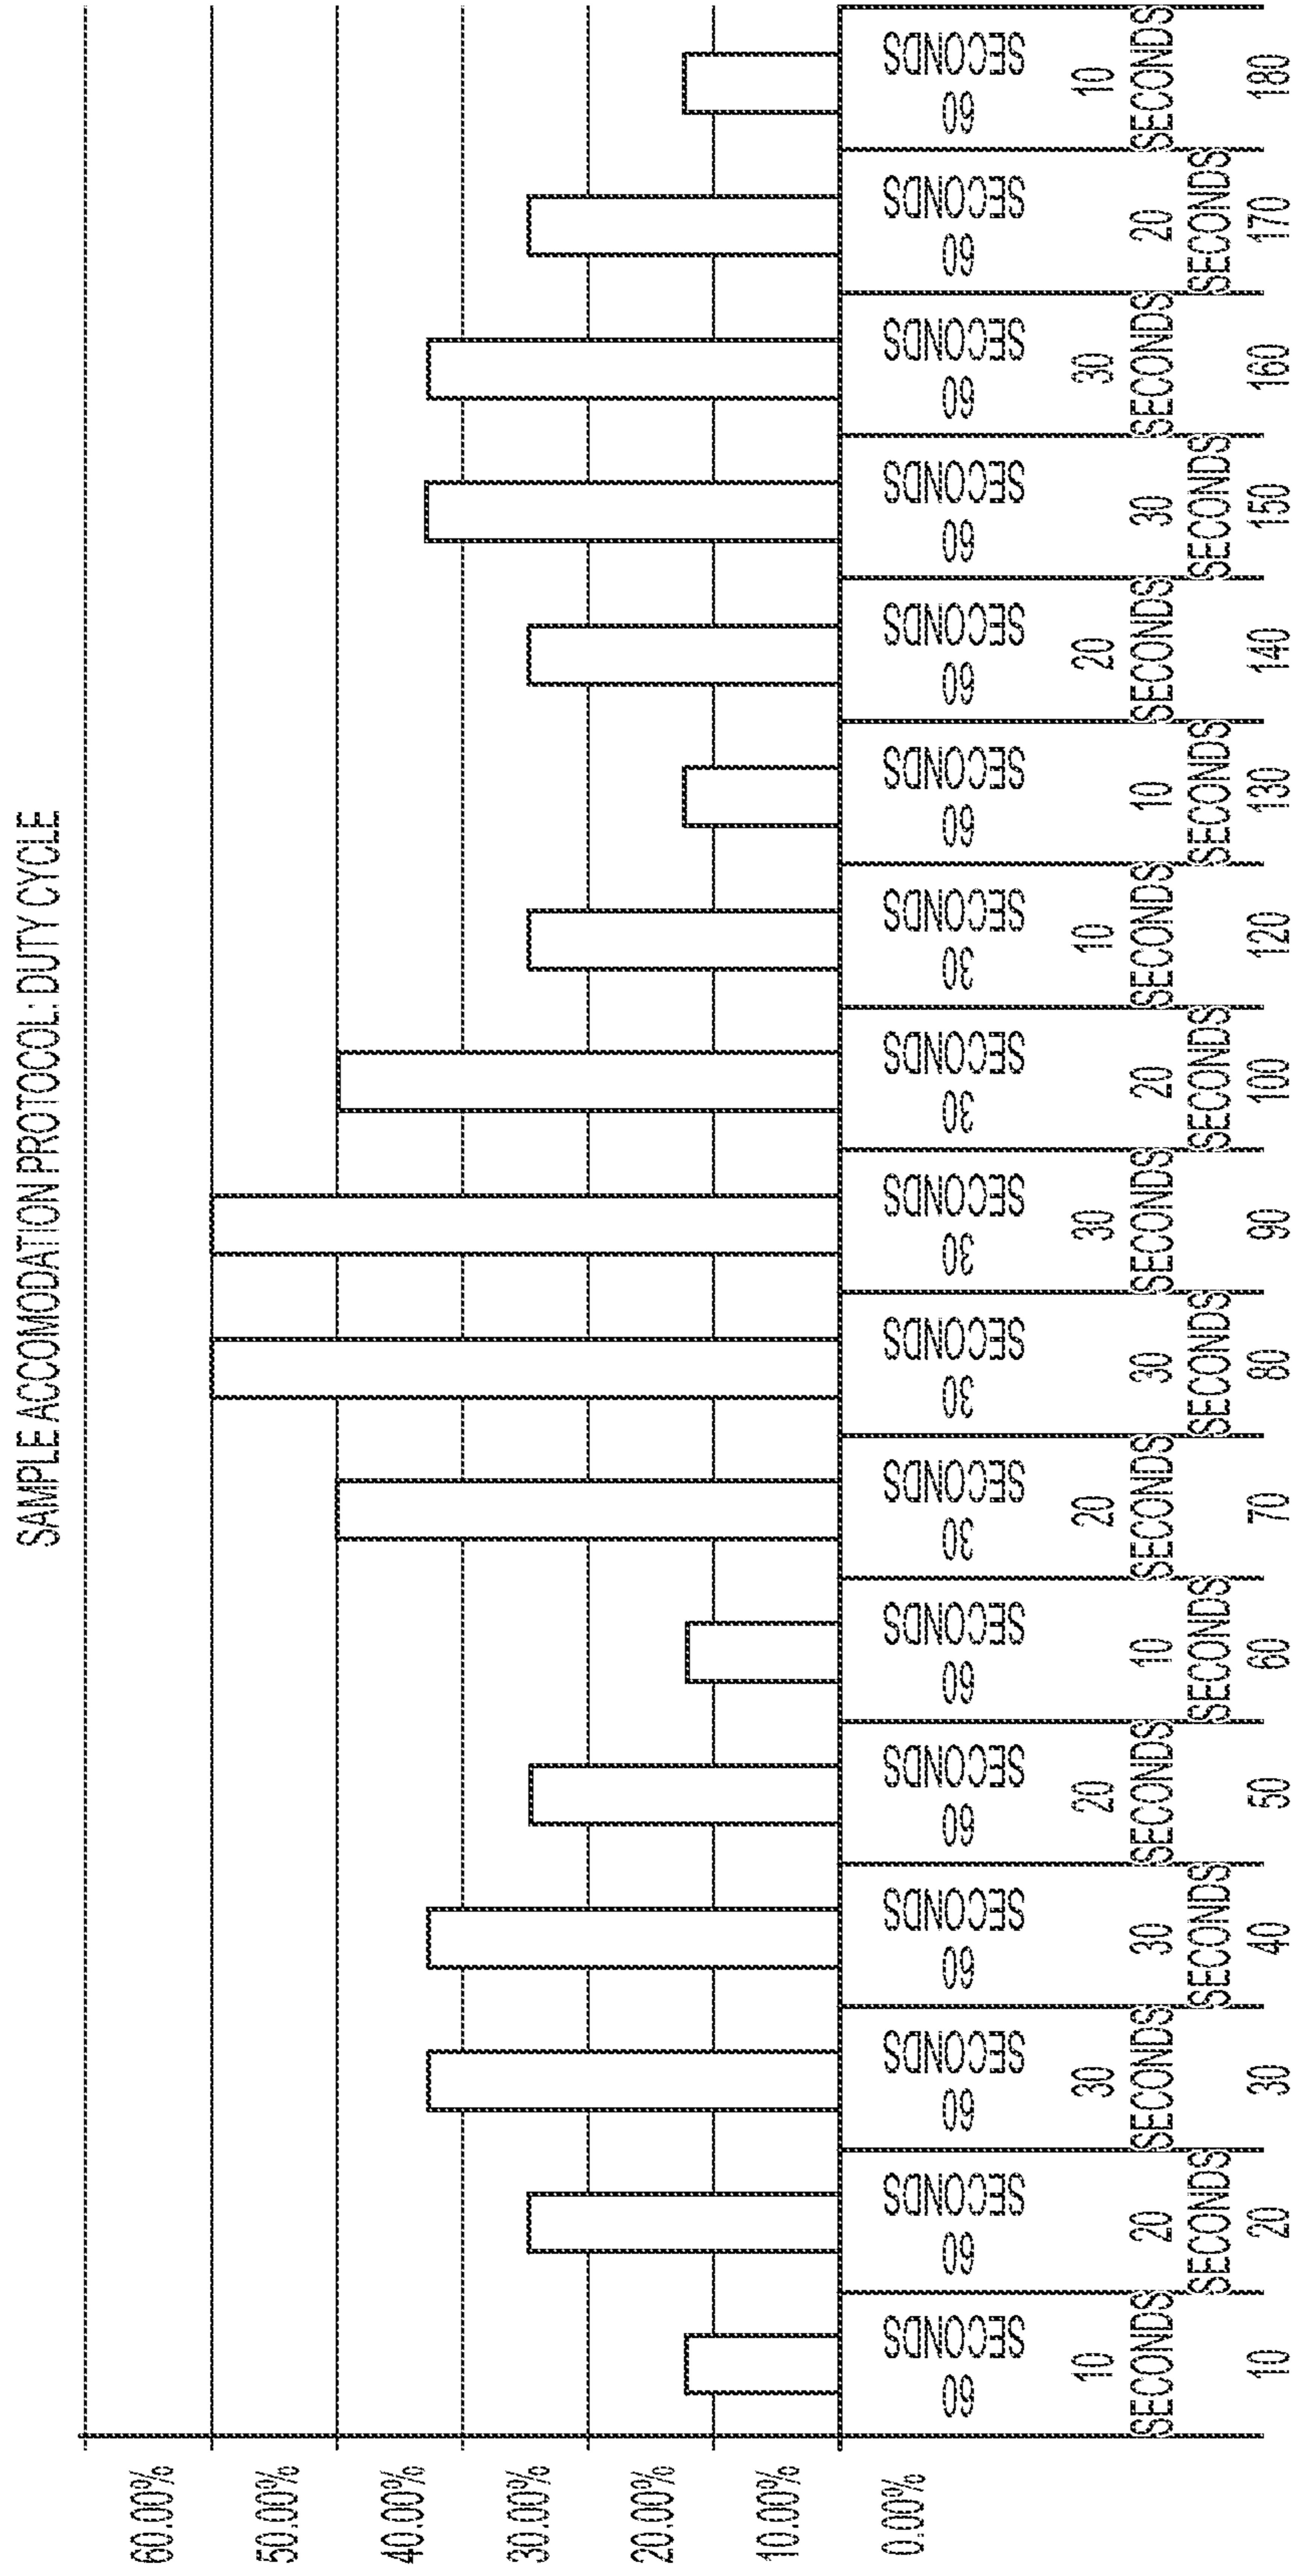 SAMPLE ACCOMODATION PROTOCOL: DUTY CYCLE
60.00%
50.00%
40.00%
30.00%
20.00%
10.00%
0.00%
60
SECONDS
10
SECONDS
10
60
SECONDS
20
SECONDS
20
60
SECONDS
30
SECONDS
30
60
SECONDS
30
SECONDS
40
60
SECONDS
20
SECONDS
50
60
SECONDS
10
SECONDS
60
30
SECONDS
20
SECONDS
70
30
SECONDS
30
SECONDS
80
30
SECONDS
30
SECONDS
90
30
SECONDS
20
SECONDS
100
30
SECONDS
10
SECONDS
120
60
SECONDS
10
SECONDS
130
60
SECONDS
20
SECONDS
140
60
SECONDS
30
SECONDS
150
60
SECONDS
30
SECONDS
160
60
SECONDS
20
SECONDS
170
60
SECONDS
10
SECONDS
180